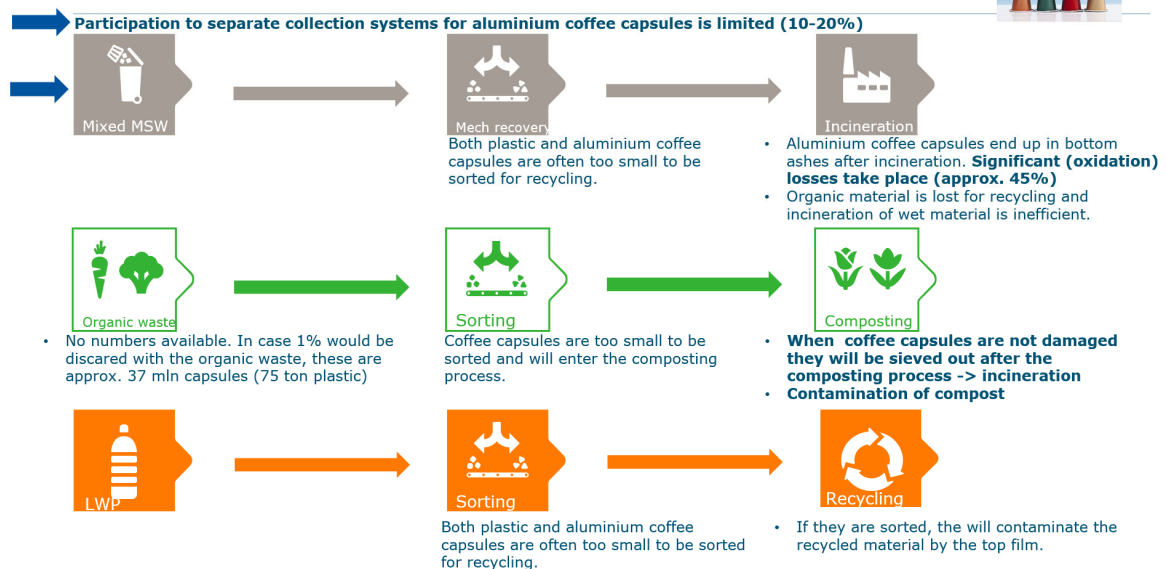 Participation to separate collection systems for aluminium coffee capsules is limited (10-20%)
Mixed MSW
Mech recovery
Incineration
Both plastic and aluminium coffee
capsules are often too small to be
sorted for recycling.
• Aluminium coffee capsules end up in bottom
ashes after incineration. Significant (oxidation)
losses take place (approx. 45%)
• Organic material is lost for recycling and
incineration of wet material is inefficient.
Organic waste
Sorting
Composting
• No numbers available. In case 1% would be
discared with the organic waste, these are
approx. 37 mln capsules (75 ton plastic)
Coffee capsules are too small to be
sorted and will enter the composting
process.
• When coffee capsules are not damaged
they will be sieved out after the
composting process -> incineration
• Contamination of compost
LWP
Sorting
Recycling
Both plastic and aluminium coffee
capsules are often too small to be sorted
for recycling.
• If they are sorted, the will contaminate the
recycled material by the top film.